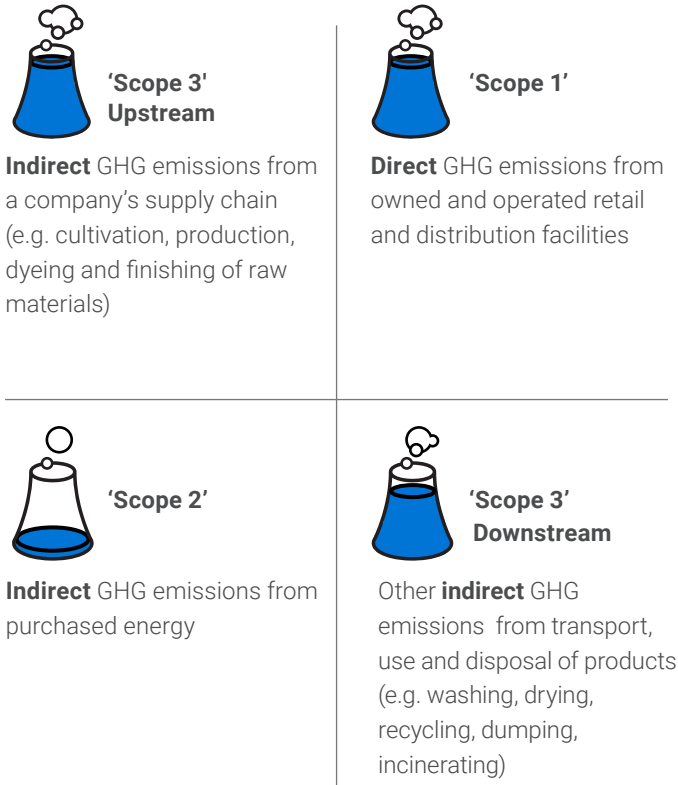 ‘Scope 3'
Upstream
Indirect GHG emissions from
a company’s supply chain
(e.g. cultivation, production,
dyeing and finishing of raw
materials)
‘Scope 1’
Direct GHG emissions from
owned and operated retail
and distribution facilities
‘Scope 2’
Indirect GHG emissions from
purchased energy
‘Scope 3’
Downstream
Other indirect GHG
emissions from transport,
use and disposal of products
(e.g. washing, drying,
recycling, dumping,
incinerating)